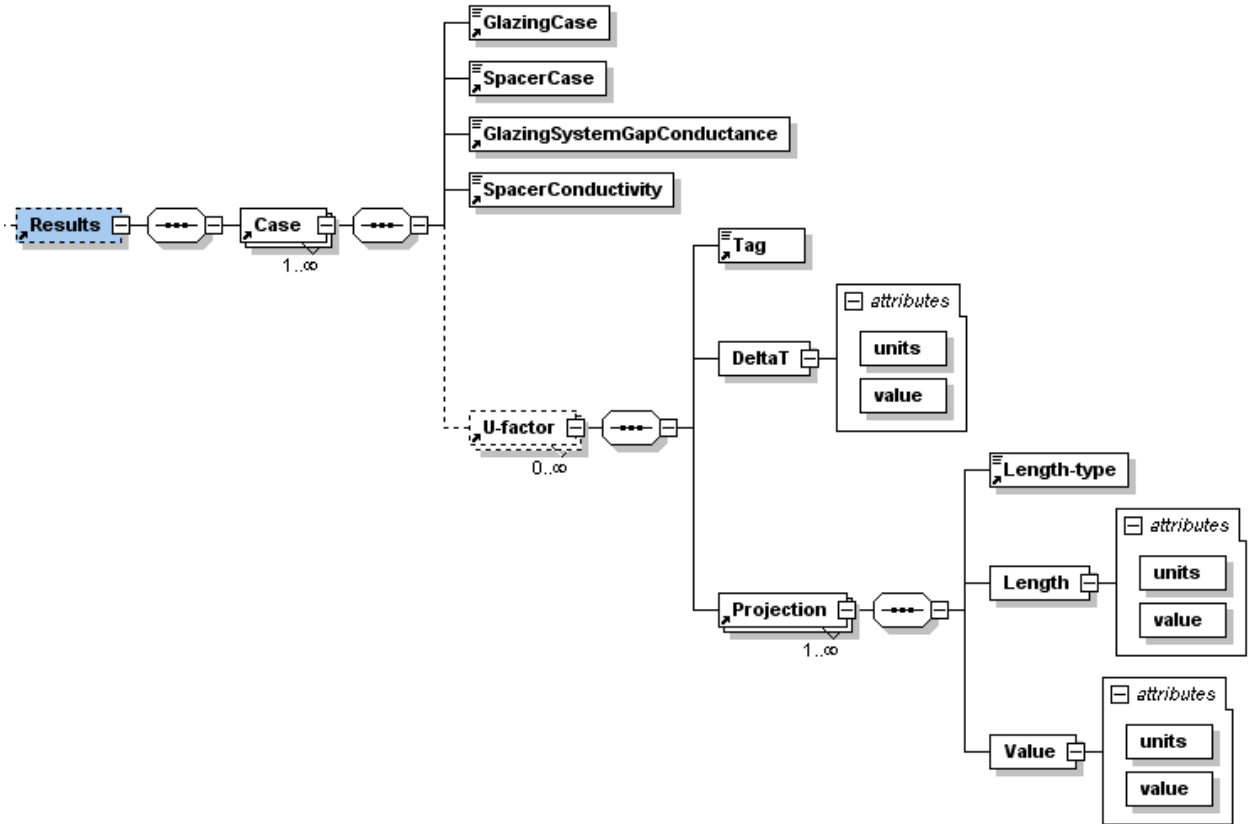 GlazingCase
SpacerCase
GlazingSystemGapConductance
SpacerConductivity
Results
Case
1..∞
Tag
attributes
units
DeltaT
value
U-factor
0..∞
Length-type
attributes
units
Length
value
Projection
1..∞
attributes
units
Value
value